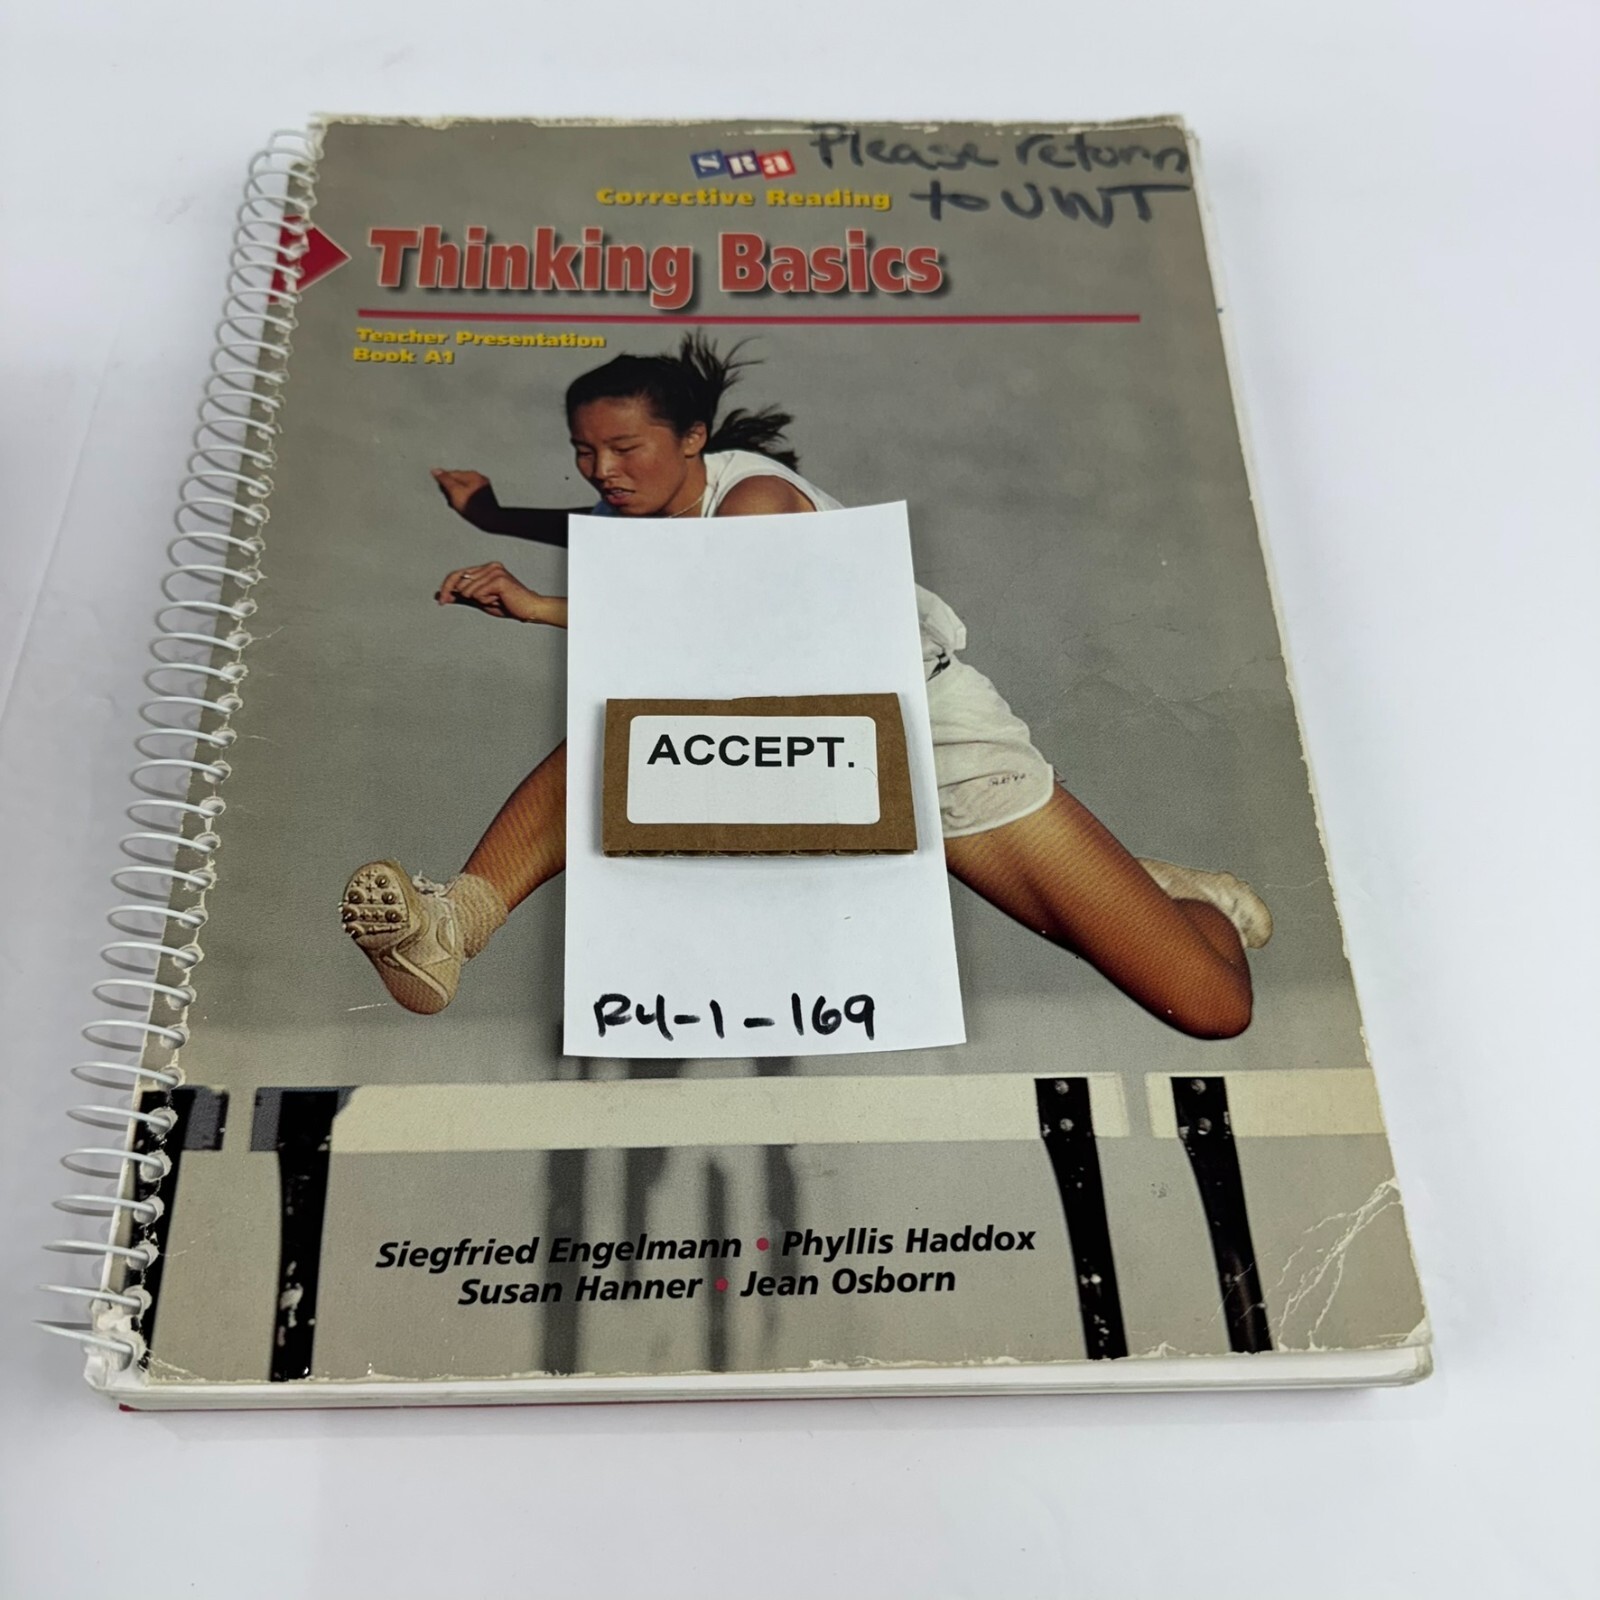 SRa Please return
Corrective Reading to UWT
Thinking Basics
Teacher Presentation
Book A1
ACCEPT.
R4-1-169
Siegfried Engelmann • Phyllis Haddox
Susan Hanner • Jean Osborn